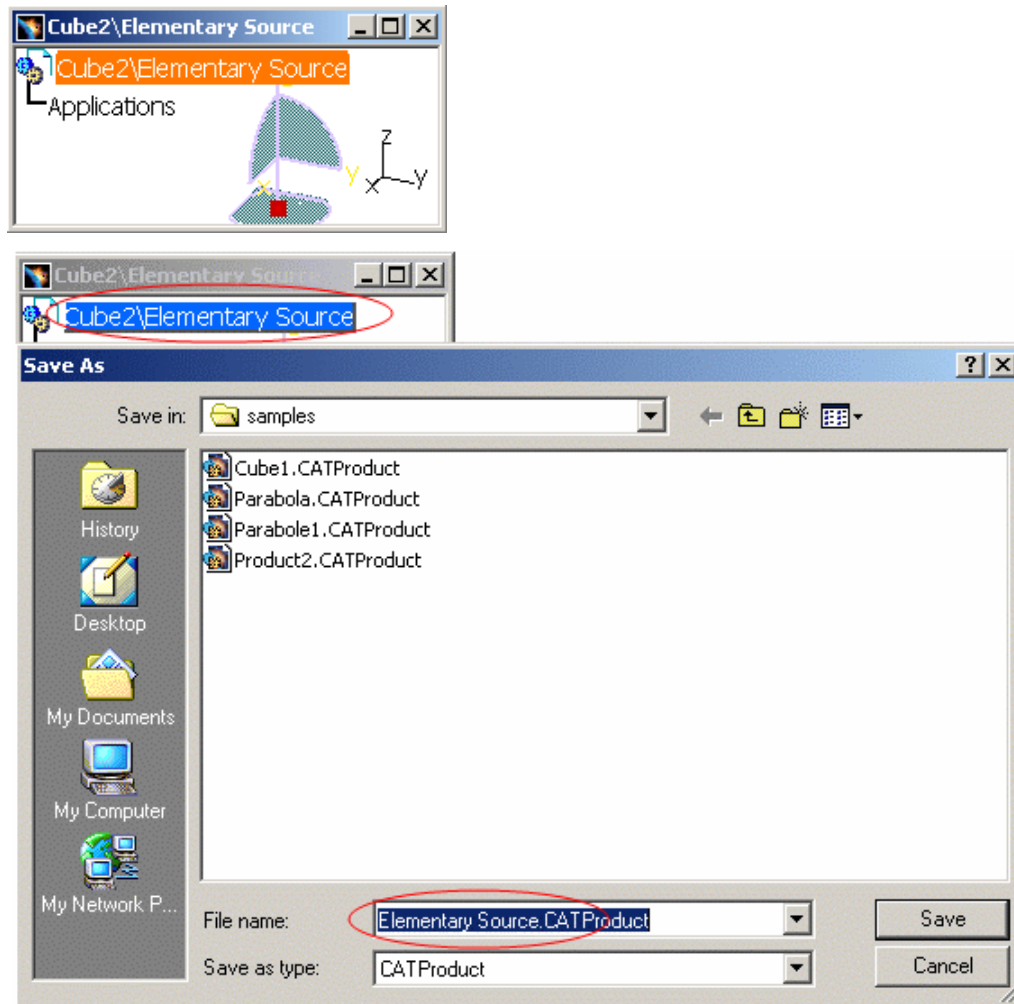 Cube2\Elementary Source
Cube2\Elementary Source
Applications
z
y
x
y
x
Cube2\Elementary Source
Cube2\Elementary Source
Save As
Save in: samples
Cube1.CATProduct
Parabola.CATProduct
Parabole1.CATProduct
Product2.CATProduct
History
Desktop
My Documents
My Computer
My Network P...
File name: Elementary Source.CATProduct Save
Save as type: CATProduct Cancel